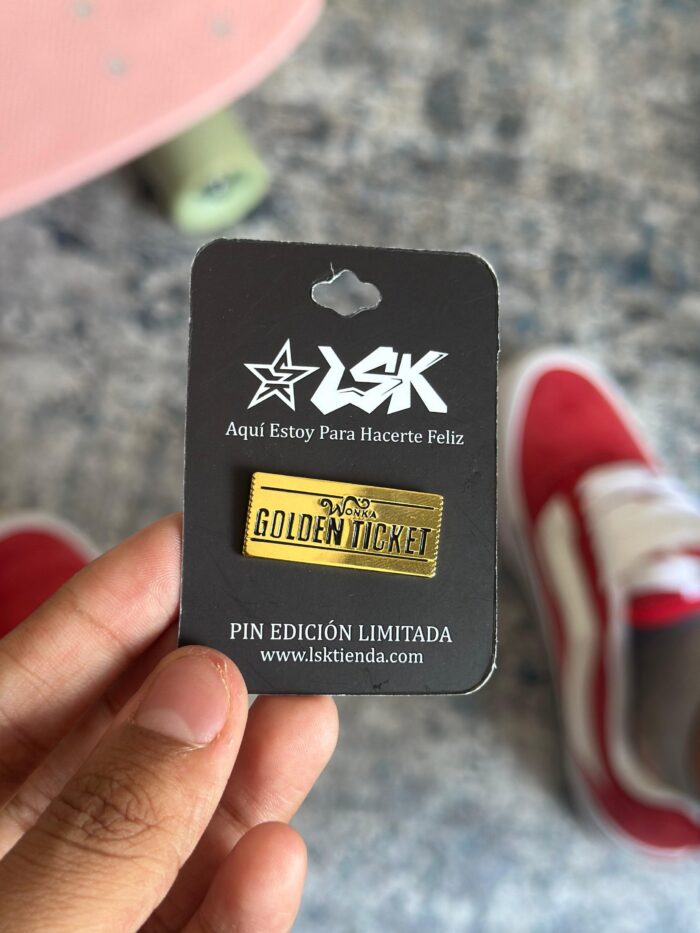 LSK
Aquí Estoy Para Hacerte Feliz
WONKA
GOLDEN TICKET
PIN EDICIÓN LIMITADA
www.lsktienda.com